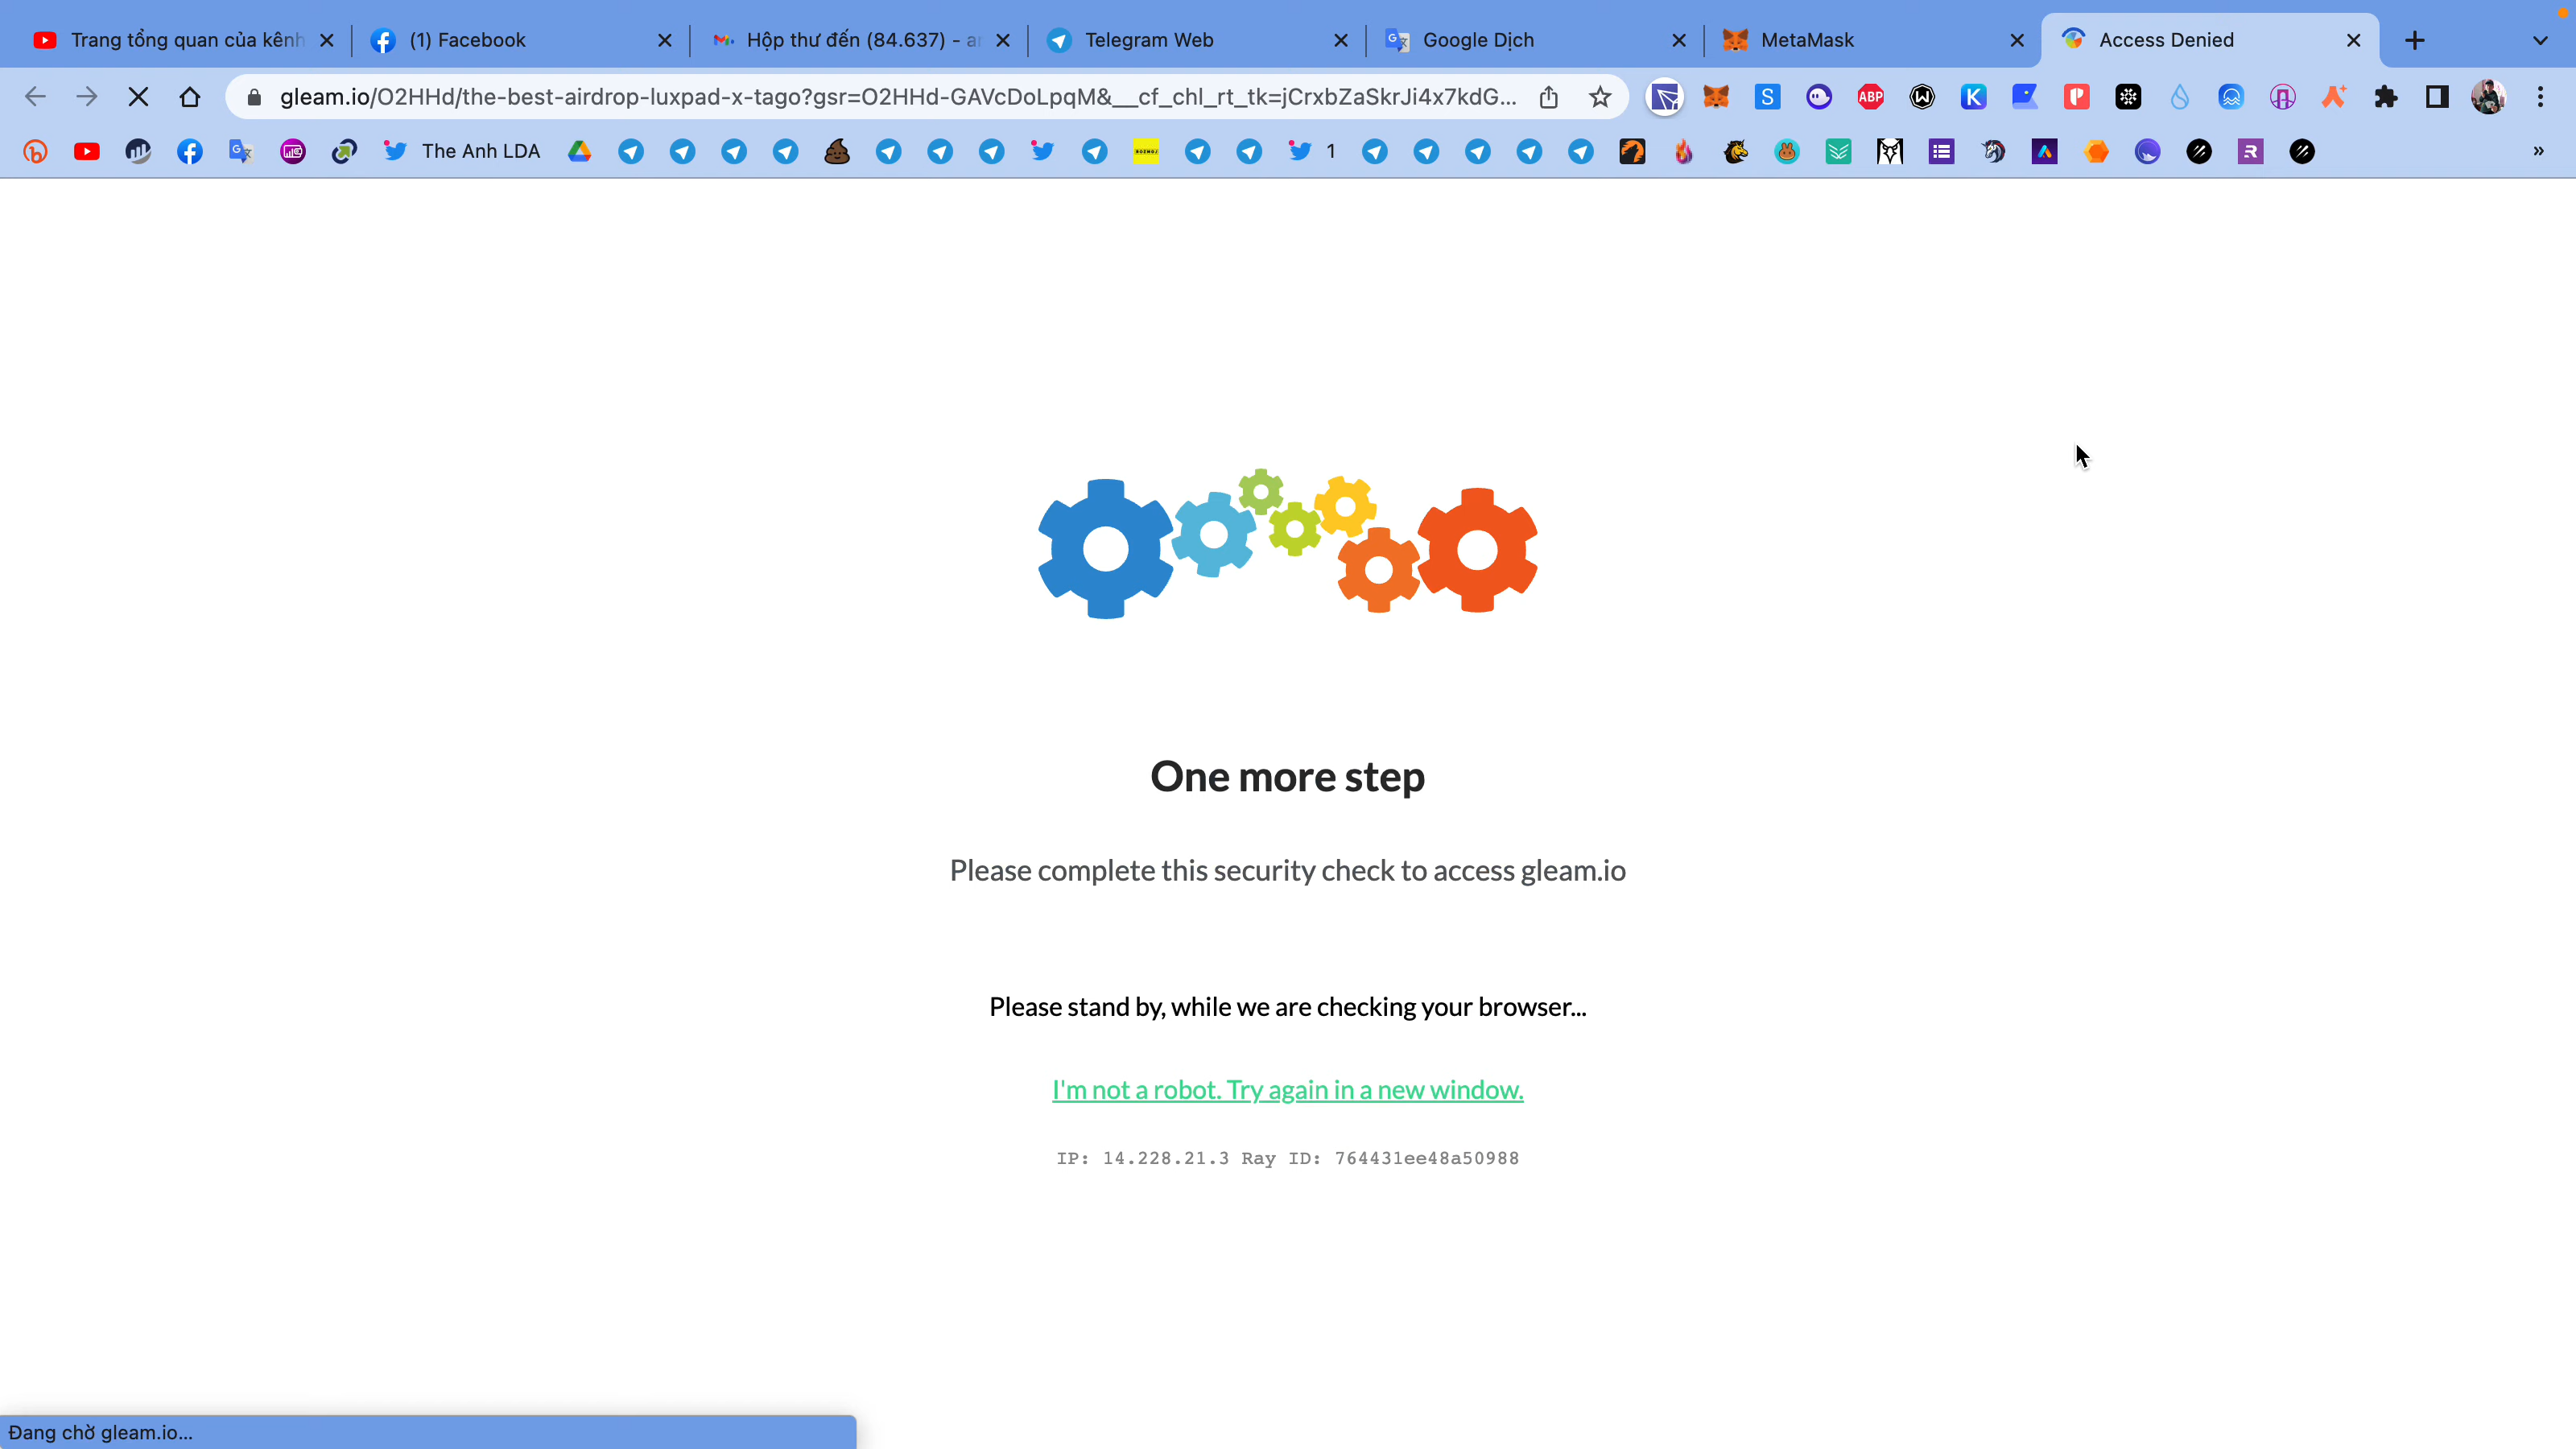 Trang tổng quan của kênh
(1) Facebook
Hộp thư đến (84.637) - a
Telegram Web
Google Dịch
MetaMask
Access Denied
gleam.io/O2HHd/the-best-airdrop-luxpad-x-tago?gsr=O2HHd-GAVcDoLpqM&__cf_chl_rt_tk=jCrxbZaSkrJi4x7kdG...
S
ABP
K
The Anh LDA
1
One more step
Please complete this security check to access gleam.io
Please stand by, while we are checking your browser...
I'm not a robot. Try again in a new window.
IP: 14.228.21.3 Ray ID: 764431ee48a50988
Đang chờ gleam.io...